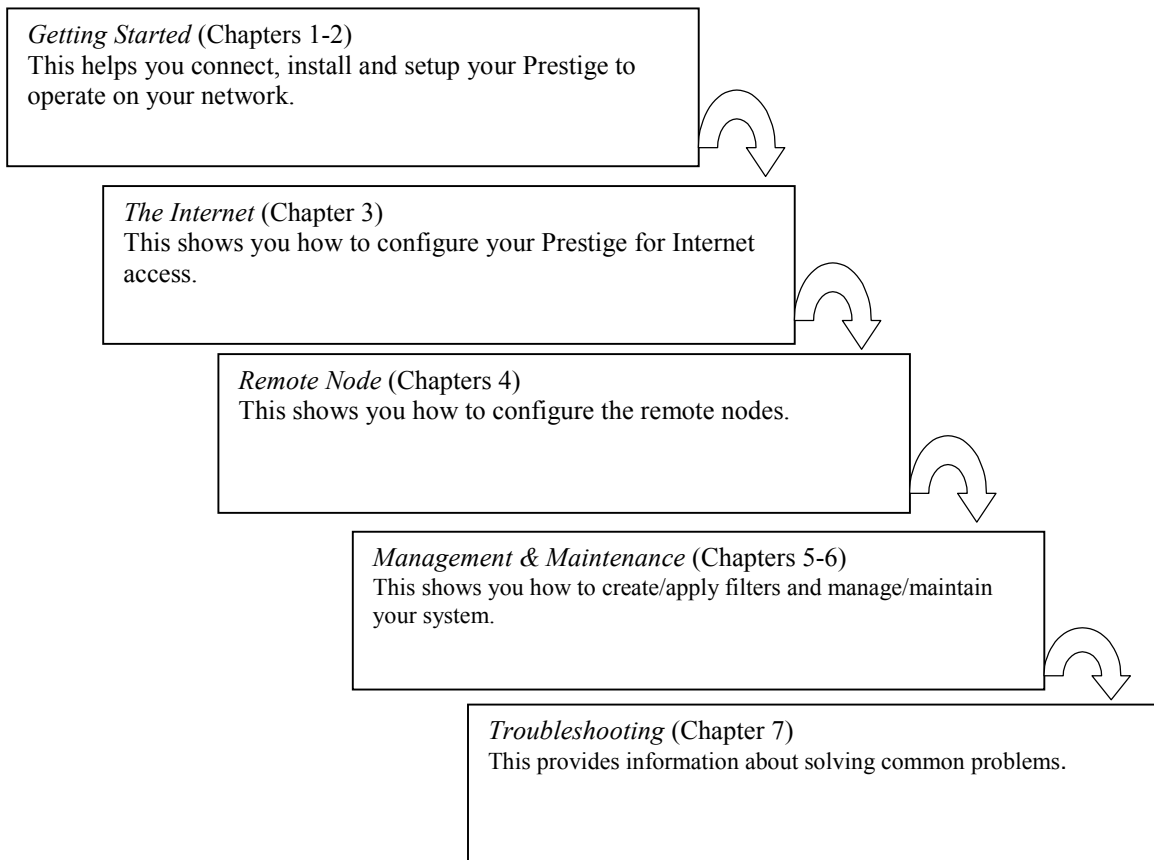 Getting Started (Chapters 1-2)
This helps you connect, install and setup your Prestige to
operate on your network.
The Internet (Chapter 3)
This shows you how to configure your Prestige for Internet
access.
Remote Node (Chapters 4)
This shows you how to configure the remote nodes.
Management & Maintenance (Chapters 5-6)
This shows you how to create/apply filters and manage/maintain
your system.
Troubleshooting (Chapter 7)
This provides information about solving common problems.